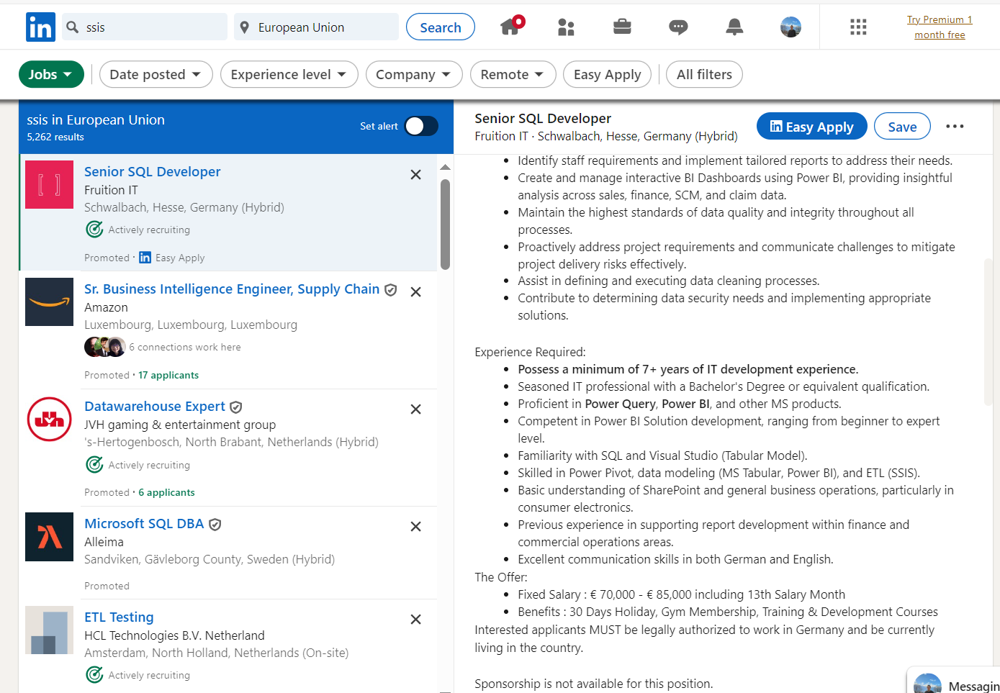 in
ssis
European Union
Search
Try Premium 1
month free
Jobs
Date posted
Experience level
Company
Remote
Easy Apply
All filters
ssis in European Union
5,262 results
Set alert
Senior SQL Developer
Fruition IT
Schwalbach, Hesse, Germany (Hybrid)
Actively recruiting
Promoted · in Easy Apply
Sr. Business Intelligence Engineer, Supply Chain
Amazon
Luxembourg, Luxembourg, Luxembourg
6 connections work here
Promoted · 17 applicants
Datawarehouse Expert
JVH gaming & entertainment group
's-Hertogenbosch, North Brabant, Netherlands (Hybrid)
Actively recruiting
Promoted · 6 applicants
Microsoft SQL DBA
Alleima
Sandviken, Gävleborg County, Sweden (Hybrid)
Promoted
ETL Testing
HCL Technologies B.V. Netherland
Amsterdam, North Holland, Netherlands (On-site)
Actively recruiting
Senior SQL Developer
Fruition IT · Schwalbach, Hesse, Germany (Hybrid)
in Easy Apply
Save
• Identify staff requirements and implement tailored reports to address their needs.
• Create and manage interactive BI Dashboards using Power BI, providing insightful
analysis across sales, finance, SCM, and claim data.
• Maintain the highest standards of data quality and integrity throughout all
processes.
• Proactively address project requirements and communicate challenges to mitigate
project delivery risks effectively.
• Assist in defining and executing data cleaning processes.
• Contribute to determining data security needs and implementing appropriate
solutions.
Experience Required:
• Possess a minimum of 7+ years of IT development experience.
• Seasoned IT professional with a Bachelor's Degree or equivalent qualification.
• Proficient in Power Query, Power BI, and other MS products.
• Competent in Power BI Solution development, ranging from beginner to expert
level.
• Familiarity with SQL and Visual Studio (Tabular Model).
• Skilled in Power Pivot, data modeling (MS Tabular, Power BI), and ETL (SSIS).
• Basic understanding of SharePoint and general business operations, particularly in
consumer electronics.
• Previous experience in supporting report development within finance and
commercial operations areas.
• Excellent communication skills in both German and English.
The Offer:
• Fixed Salary : € 70,000 - € 85,000 including 13th Salary Month
• Benefits : 30 Days Holiday, Gym Membership, Training & Development Courses
Interested applicants MUST be legally authorized to work in Germany and be currently
living in the country.
Sponsorship is not available for this position.
Messagin